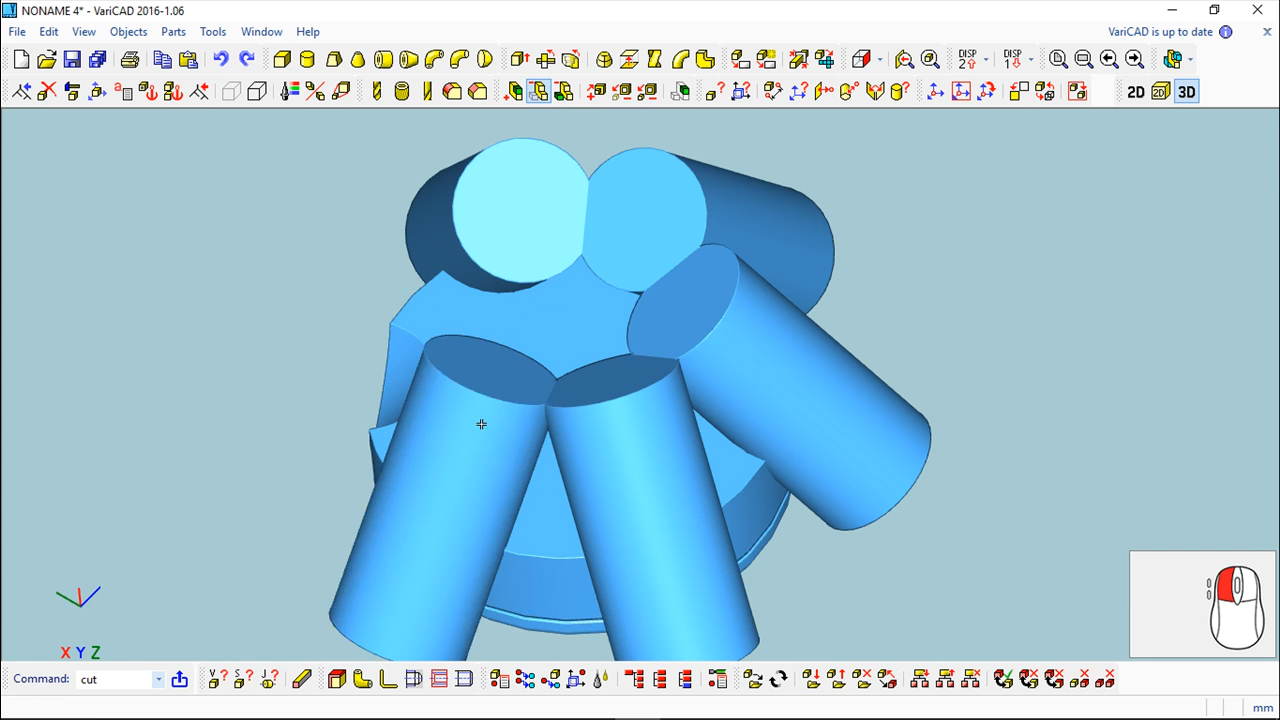 NONAME 4* - VariCAD 2016-1.06
File Edit View Objects Parts Tools Window Help VariCAD is up to date
DISP 2 DISP 1
2D 2D 3D
X Y Z
Command: cut
mm